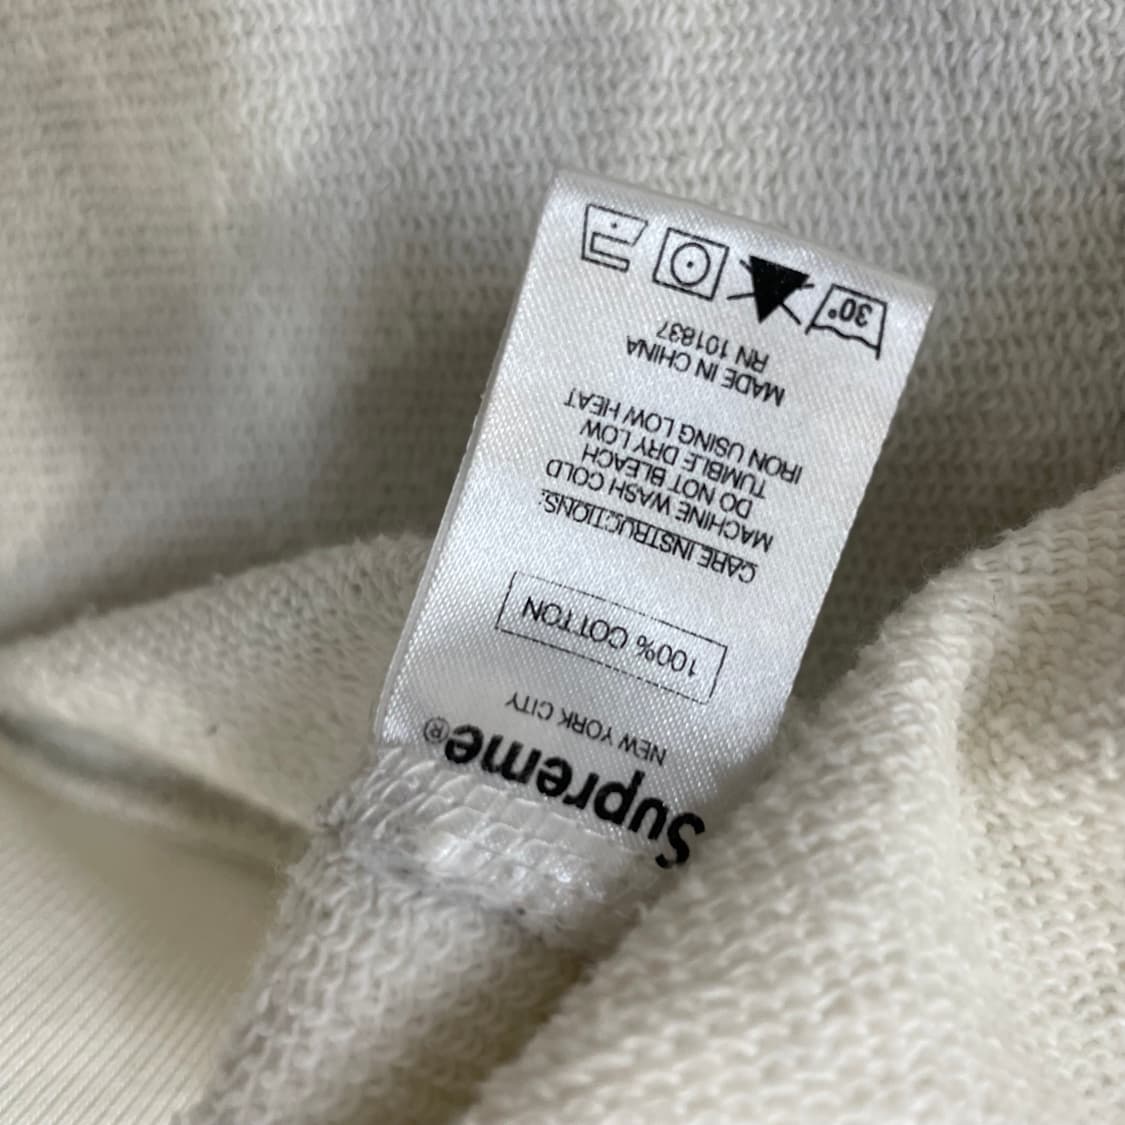 Supreme®
NEW YORK CITY
100% COTTON
CARE INSTRUCTIONS:
MACHINE WASH COLD
DO NOT BLEACH
TUMBLE DRY LOW
IRON USING LOW HEAT
MADE IN CHINA
RN 101837
30°